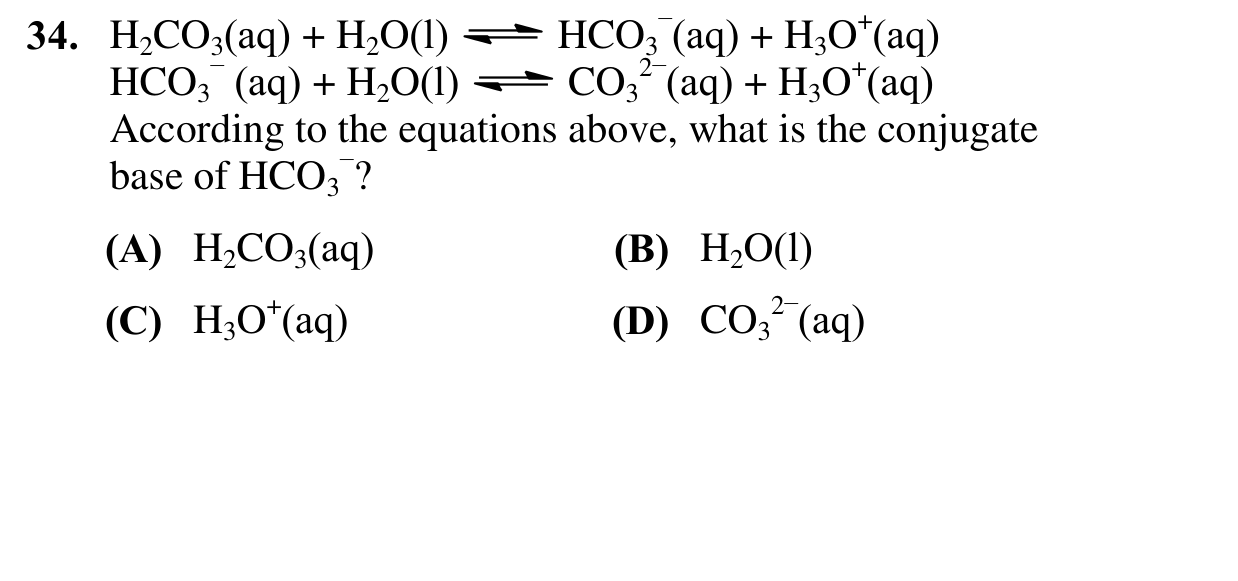 34. H₂CO₃(aq) + H₂O(l) ⇌ HCO₃⁻(aq) + H₃O⁺(aq)
HCO₃⁻ (aq) + H₂O(l) ⇌ CO₃²⁻(aq) + H₃O⁺(aq)
According to the equations above, what is the conjugate
base of HCO₃⁻?
(A) H₂CO₃(aq) (B) H₂O(l)
(C) H₃O⁺(aq) (D) CO₃²⁻(aq)